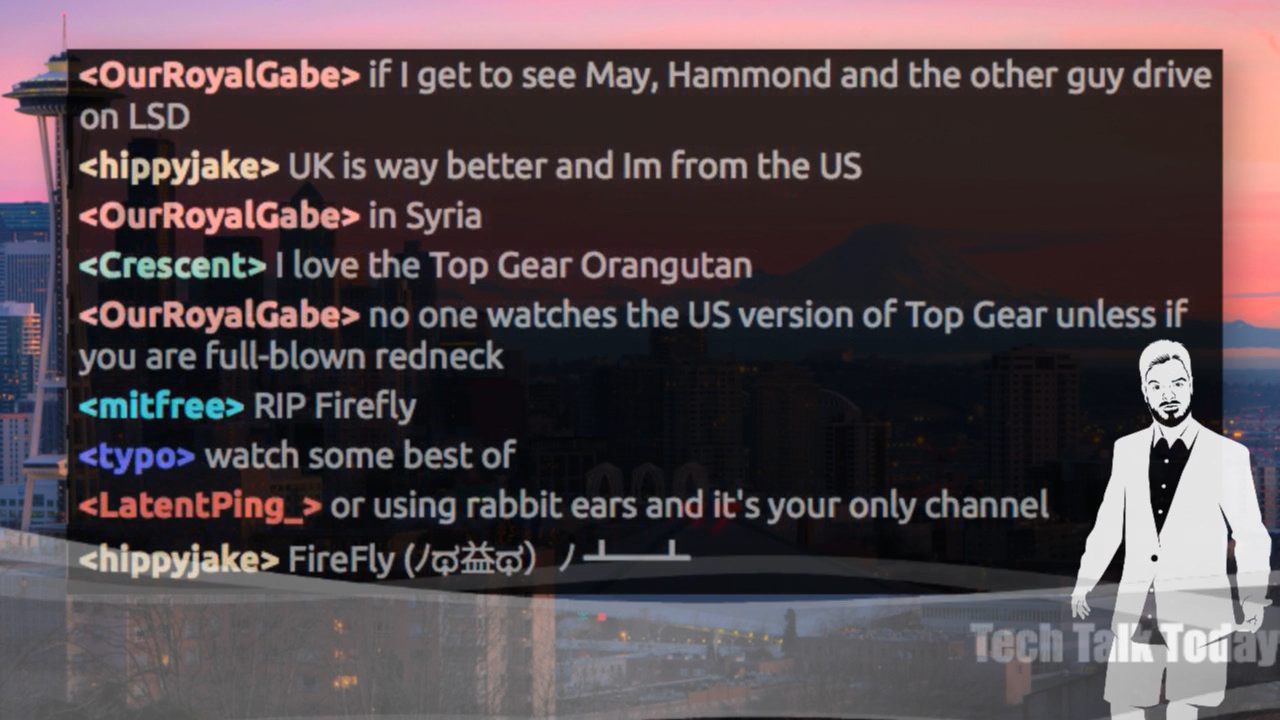 <OurRoyalGabe> if I get to see May, Hammond and the other guy drive
on LSD
<hippyjake> UK is way better and Im from the US
<OurRoyalGabe> in Syria
<Crescent> I love the Top Gear Orangutan
<OurRoyalGabe> no one watches the US version of Top Gear unless if
you are full-blown redneck
<mitfree> RIP Firefly
<typo> watch some best of
<LatentPing_> or using rabbit ears and it's your only channel
<hippyjake> FireFly (ﾉಥ益ಥ）ﾉ ┻━┻
Tech Talk Today